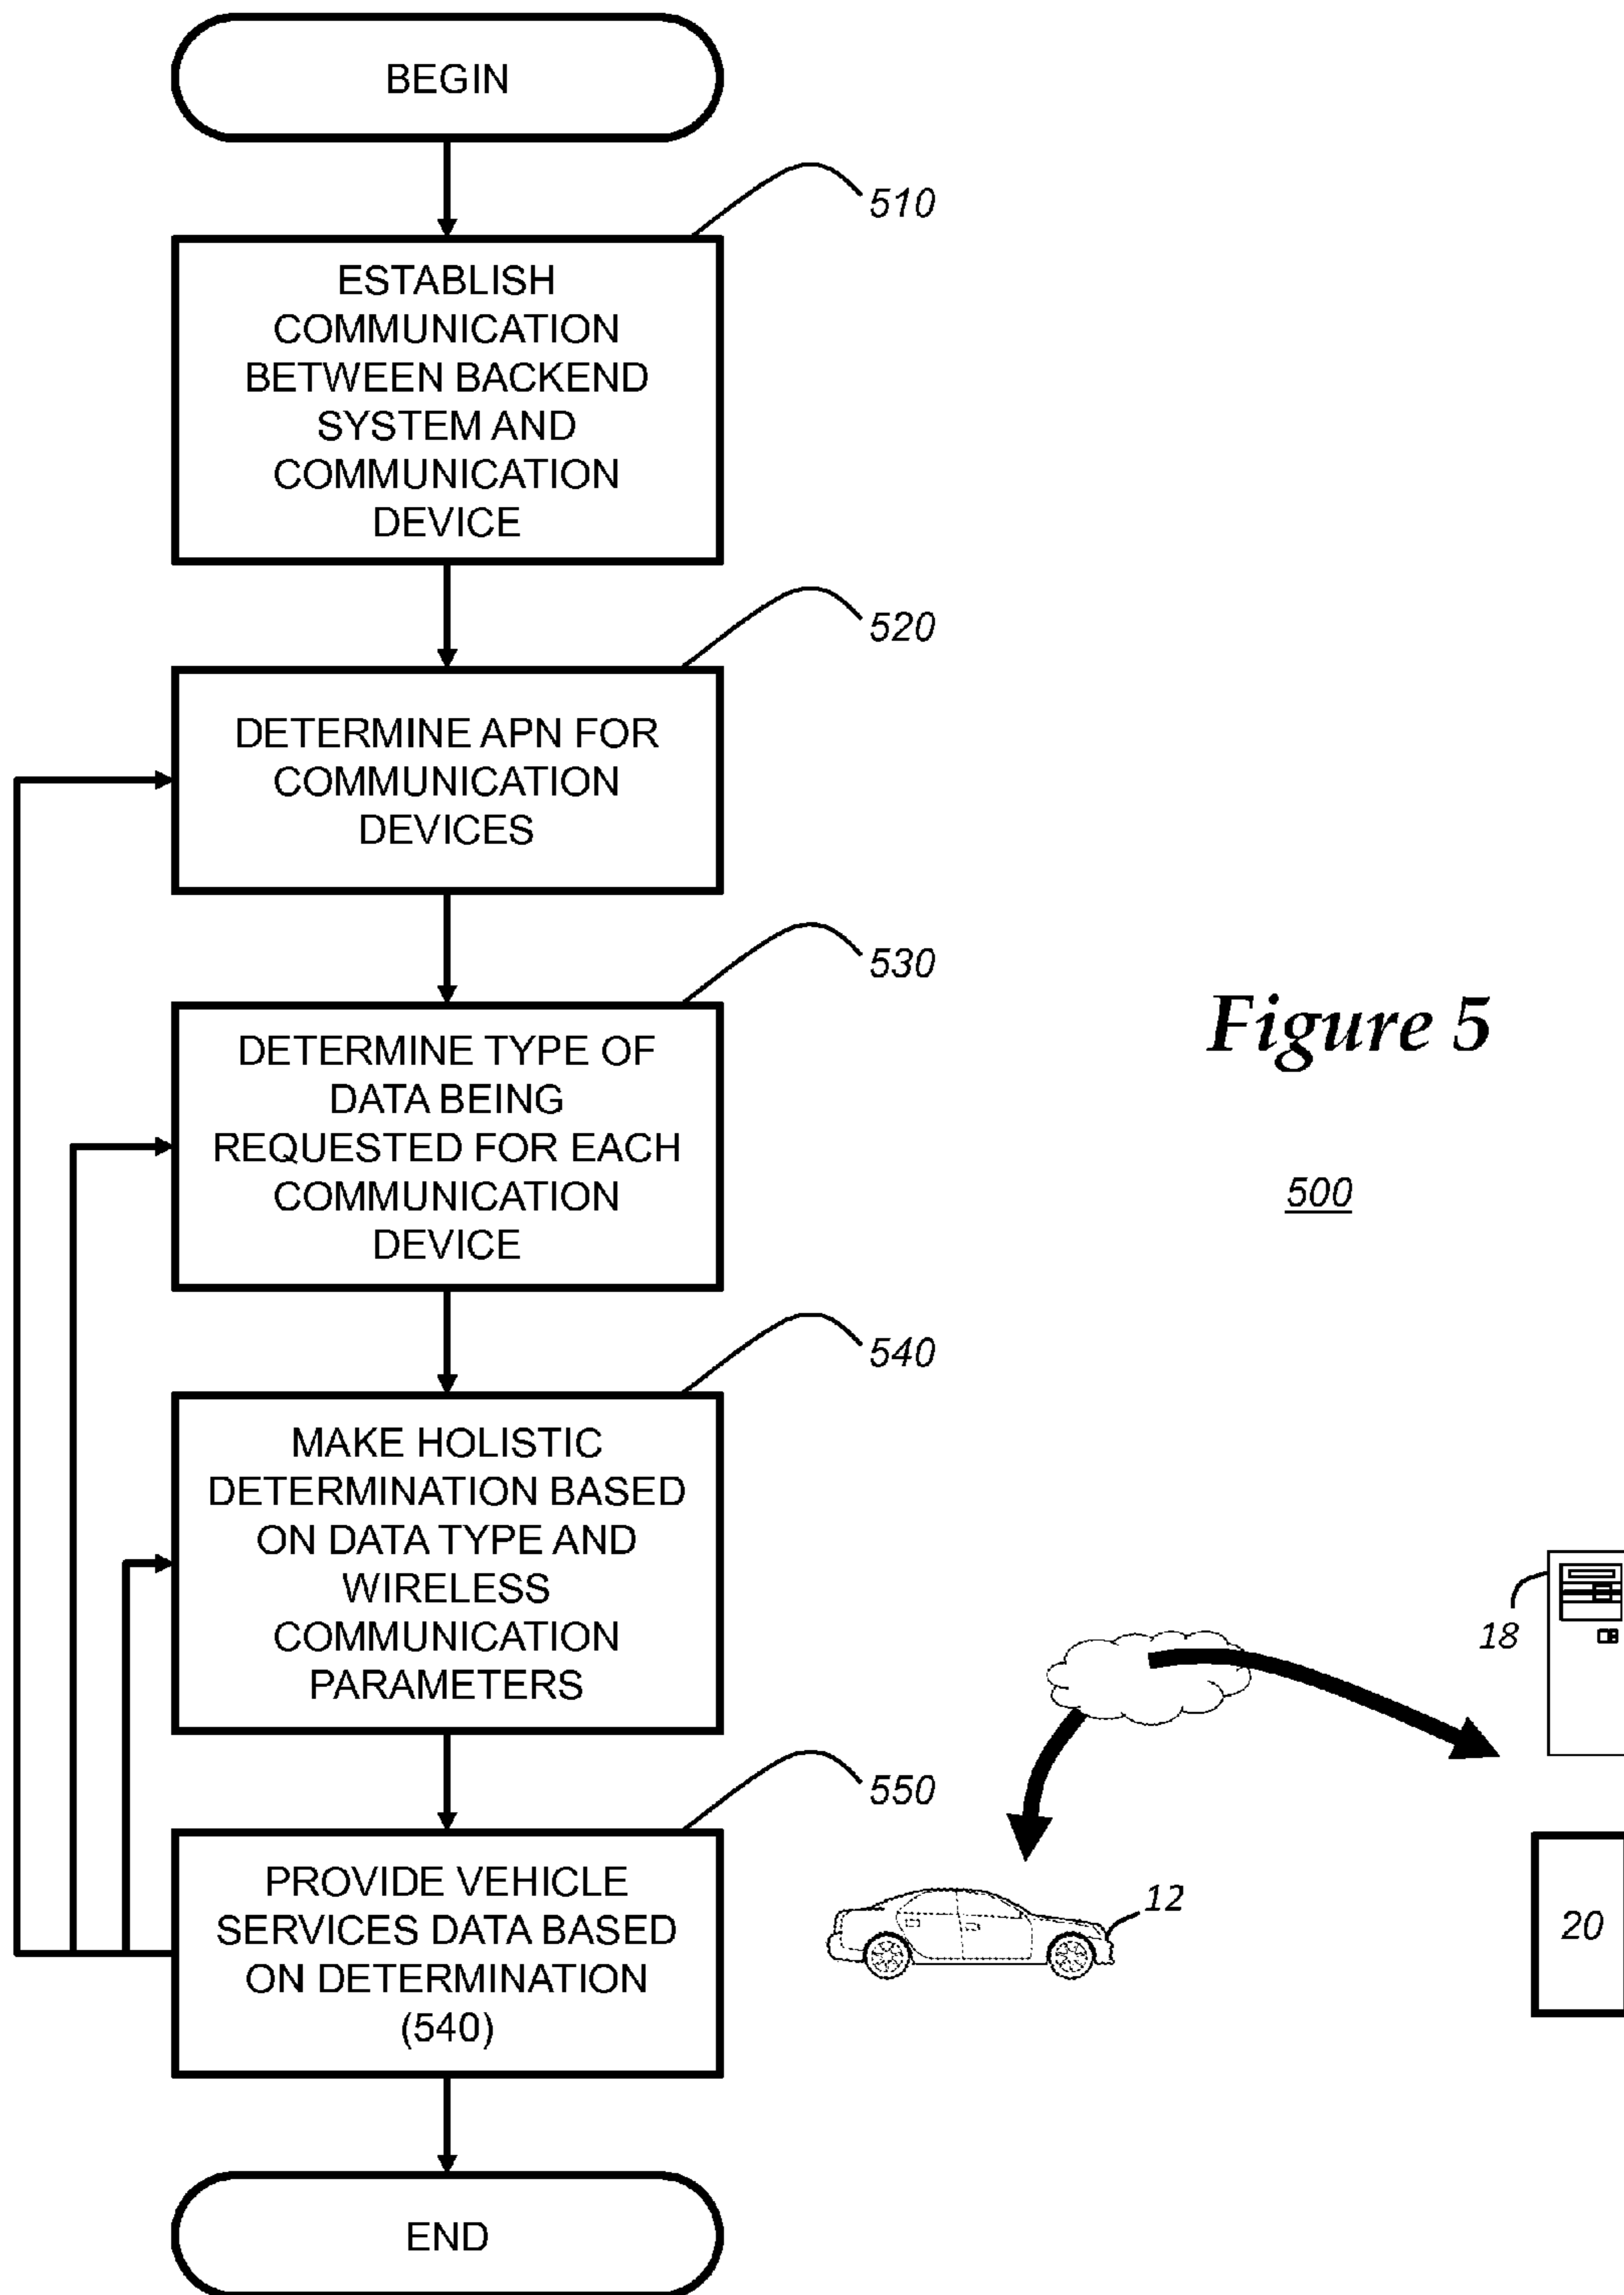 BEGIN
510
ESTABLISH
COMMUNICATION
BETWEEN BACKEND
SYSTEM AND
COMMUNICATION
DEVICE
520
DETERMINE APN FOR
COMMUNICATION
DEVICES
530
DETERMINE TYPE OF
DATA BEING
REQUESTED FOR EACH
COMMUNICATION
DEVICE
Figure 5
500
540
MAKE HOLISTIC
DETERMINATION BASED
ON DATA TYPE AND
WIRELESS
COMMUNICATION
PARAMETERS
18
550
PROVIDE VEHICLE
SERVICES DATA BASED
ON DETERMINATION
(540)
12
20
END